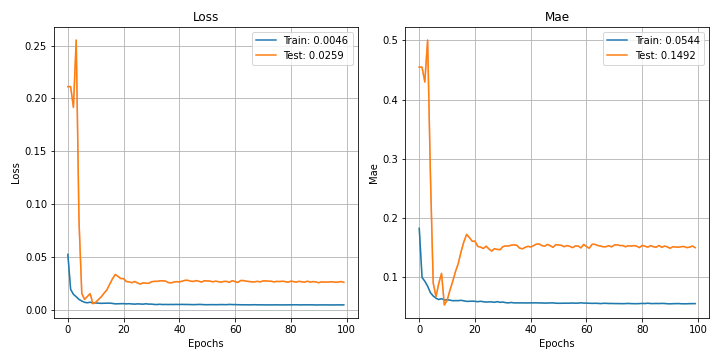 Loss
Train: 0.0046
Test: 0.0259
0.25
0.20
0.15
0.10
0.05
0.00
Loss
0 20 40 60 80 100
Epochs
Mae
Train: 0.0544
Test: 0.1492
0.5
0.4
0.3
0.2
0.1
Mae
0 20 40 60 80 100
Epochs